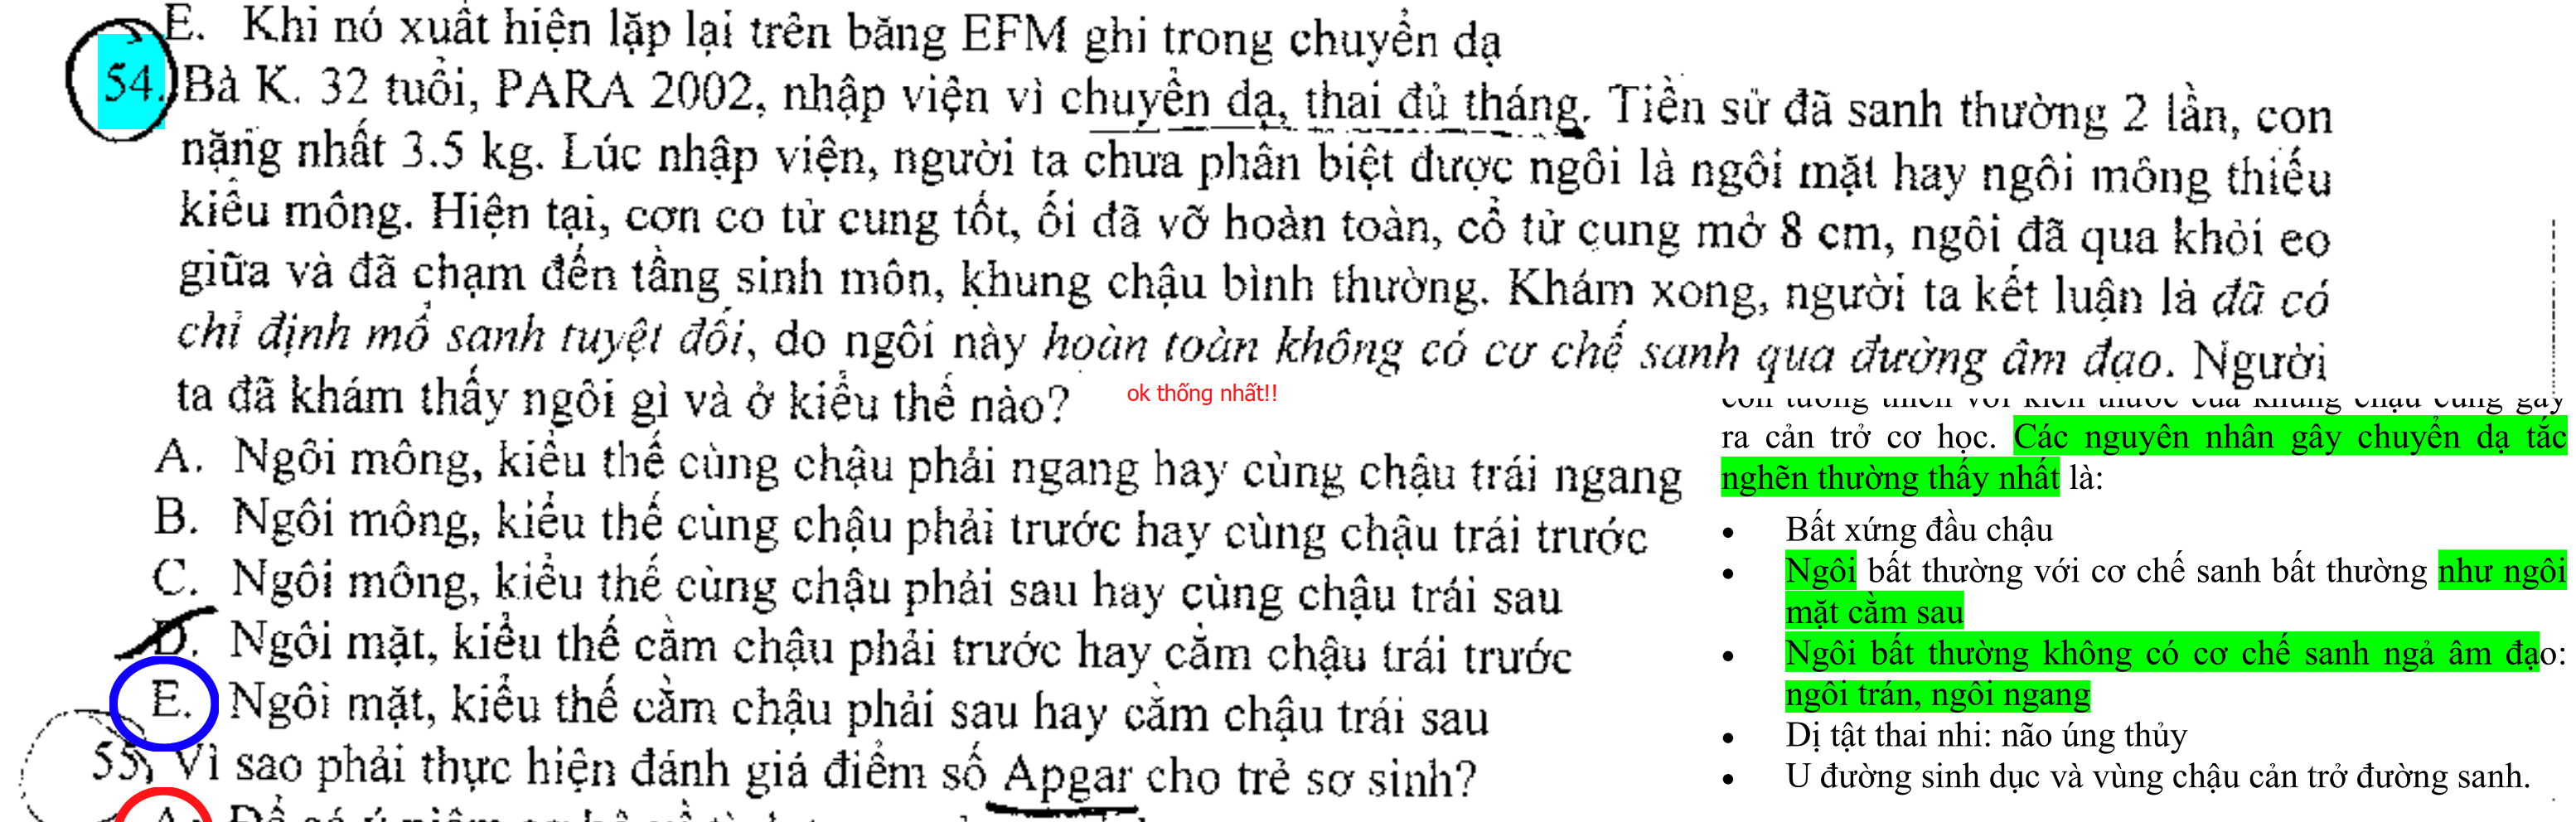 E. Khi nó xuất hiện lặp lại trên băng EFM ghi trong chuyển dạ
54. Bà K. 32 tuổi, PARA 2002, nhập viện vì chuyển dạ, thai đủ tháng. Tiền sử đã sanh thường 2 lần, con
nặng nhất 3.5 kg. Lúc nhập viện, người ta chưa phân biệt được ngôi là ngôi mặt hay ngôi mông thiếu
kiểu mông. Hiện tại, cơn co tử cung tốt, ối đã vỡ hoàn toàn, cổ tử cung mở 8 cm, ngôi đã qua khỏi eo
giữa và đã chạm đến tầng sinh môn, khung chậu bình thường. Khám xong, người ta kết luận là đã có
chỉ định mổ sanh tuyệt đối, do ngôi này hoàn toàn không có cơ chế sanh qua đường âm đạo. Người
ta đã khám thấy ngôi gì và ở kiểu thế nào?
ok thống nhất!!
A. Ngôi mông, kiểu thế cùng chậu phải ngang hay cùng chậu trái ngang
B. Ngôi mông, kiểu thế cùng chậu phải trước hay cùng chậu trái trước
C. Ngôi mông, kiểu thế cùng chậu phải sau hay cùng chậu trái sau
D. Ngôi mặt, kiểu thế cằm chậu phải trước hay cằm chậu trái trước
E. Ngôi mặt, kiểu thế cằm chậu phải sau hay cằm chậu trái sau
55. Vì sao phải thực hiện đánh giá điểm số Apgar cho trẻ sơ sinh?
con tương thích với kích thước của khung chậu cũng gây
ra cản trở cơ học. Các nguyên nhân gây chuyển dạ tắc
nghẽn thường thấy nhất là:
• Bất xứng đầu chậu
• Ngôi bất thường với cơ chế sanh bất thường như ngôi
mặt cằm sau
• Ngôi bất thường không có cơ chế sanh ngả âm đạo:
ngôi trán, ngôi ngang
• Dị tật thai nhi: não úng thủy
• U đường sinh dục và vùng chậu cản trở đường sanh.